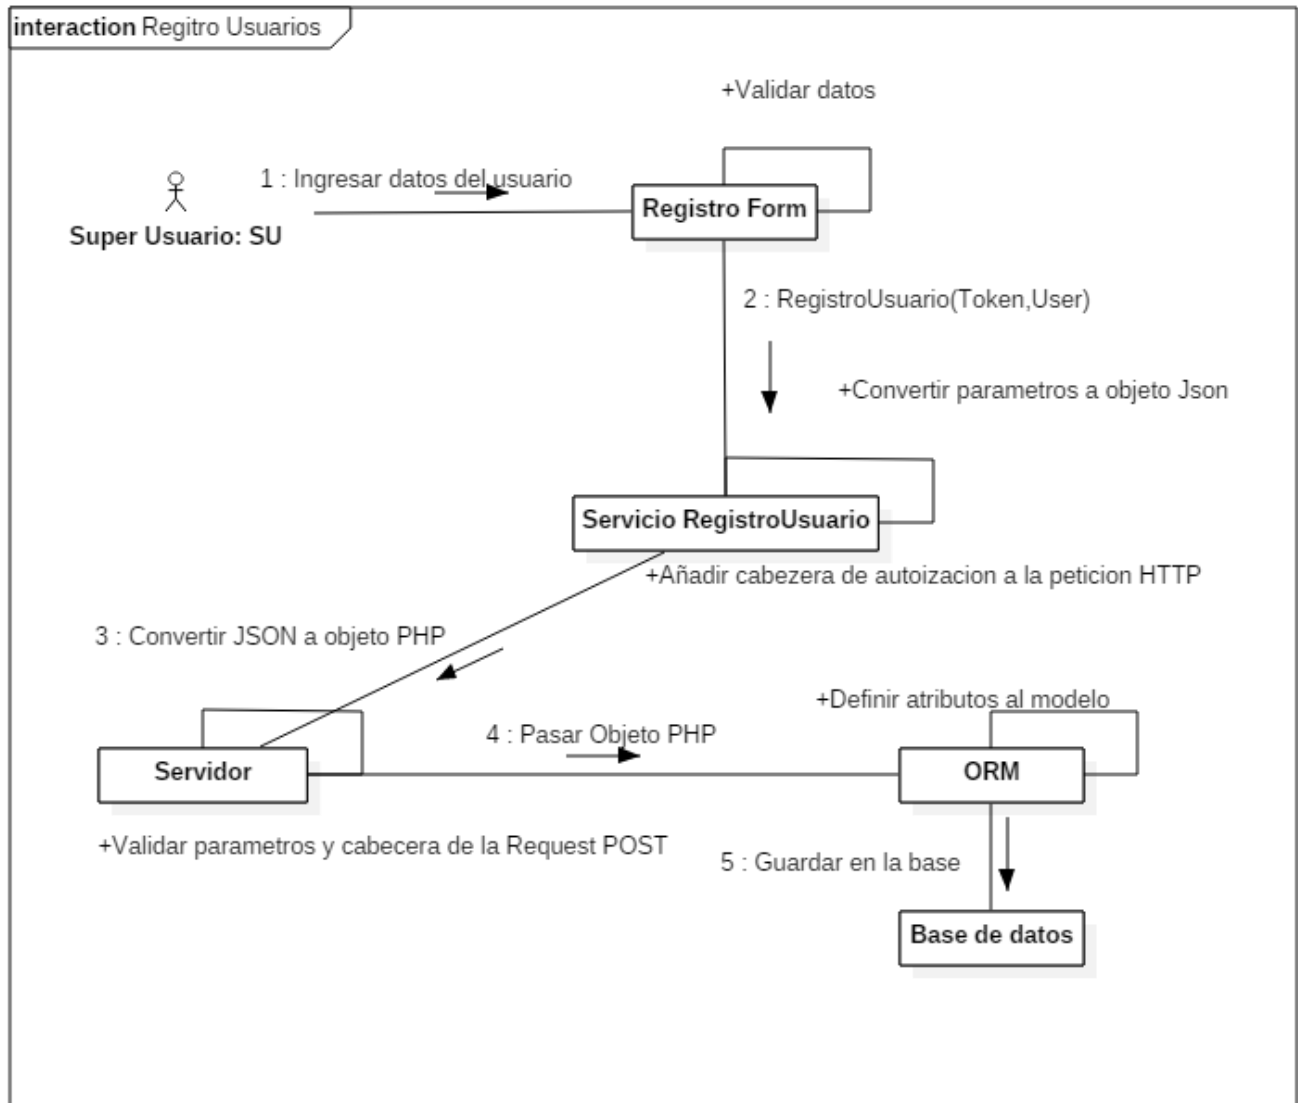 interaction Regitro Usuarios
+Validar datos
1 : Ingresar datos del usuario
Registro Form
Super Usuario: SU
2 : RegistroUsuario(Token,User)
+Convertir parametros a objeto Json
Servicio RegistroUsuario
+Añadir cabezera de autoizacion a la peticion HTTP
3 : Convertir JSON a objeto PHP
+Definir atributos al modelo
4 : Pasar Objeto PHP
Servidor
ORM
+Validar parametros y cabecera de la Request POST
5 : Guardar en la base
Base de datos